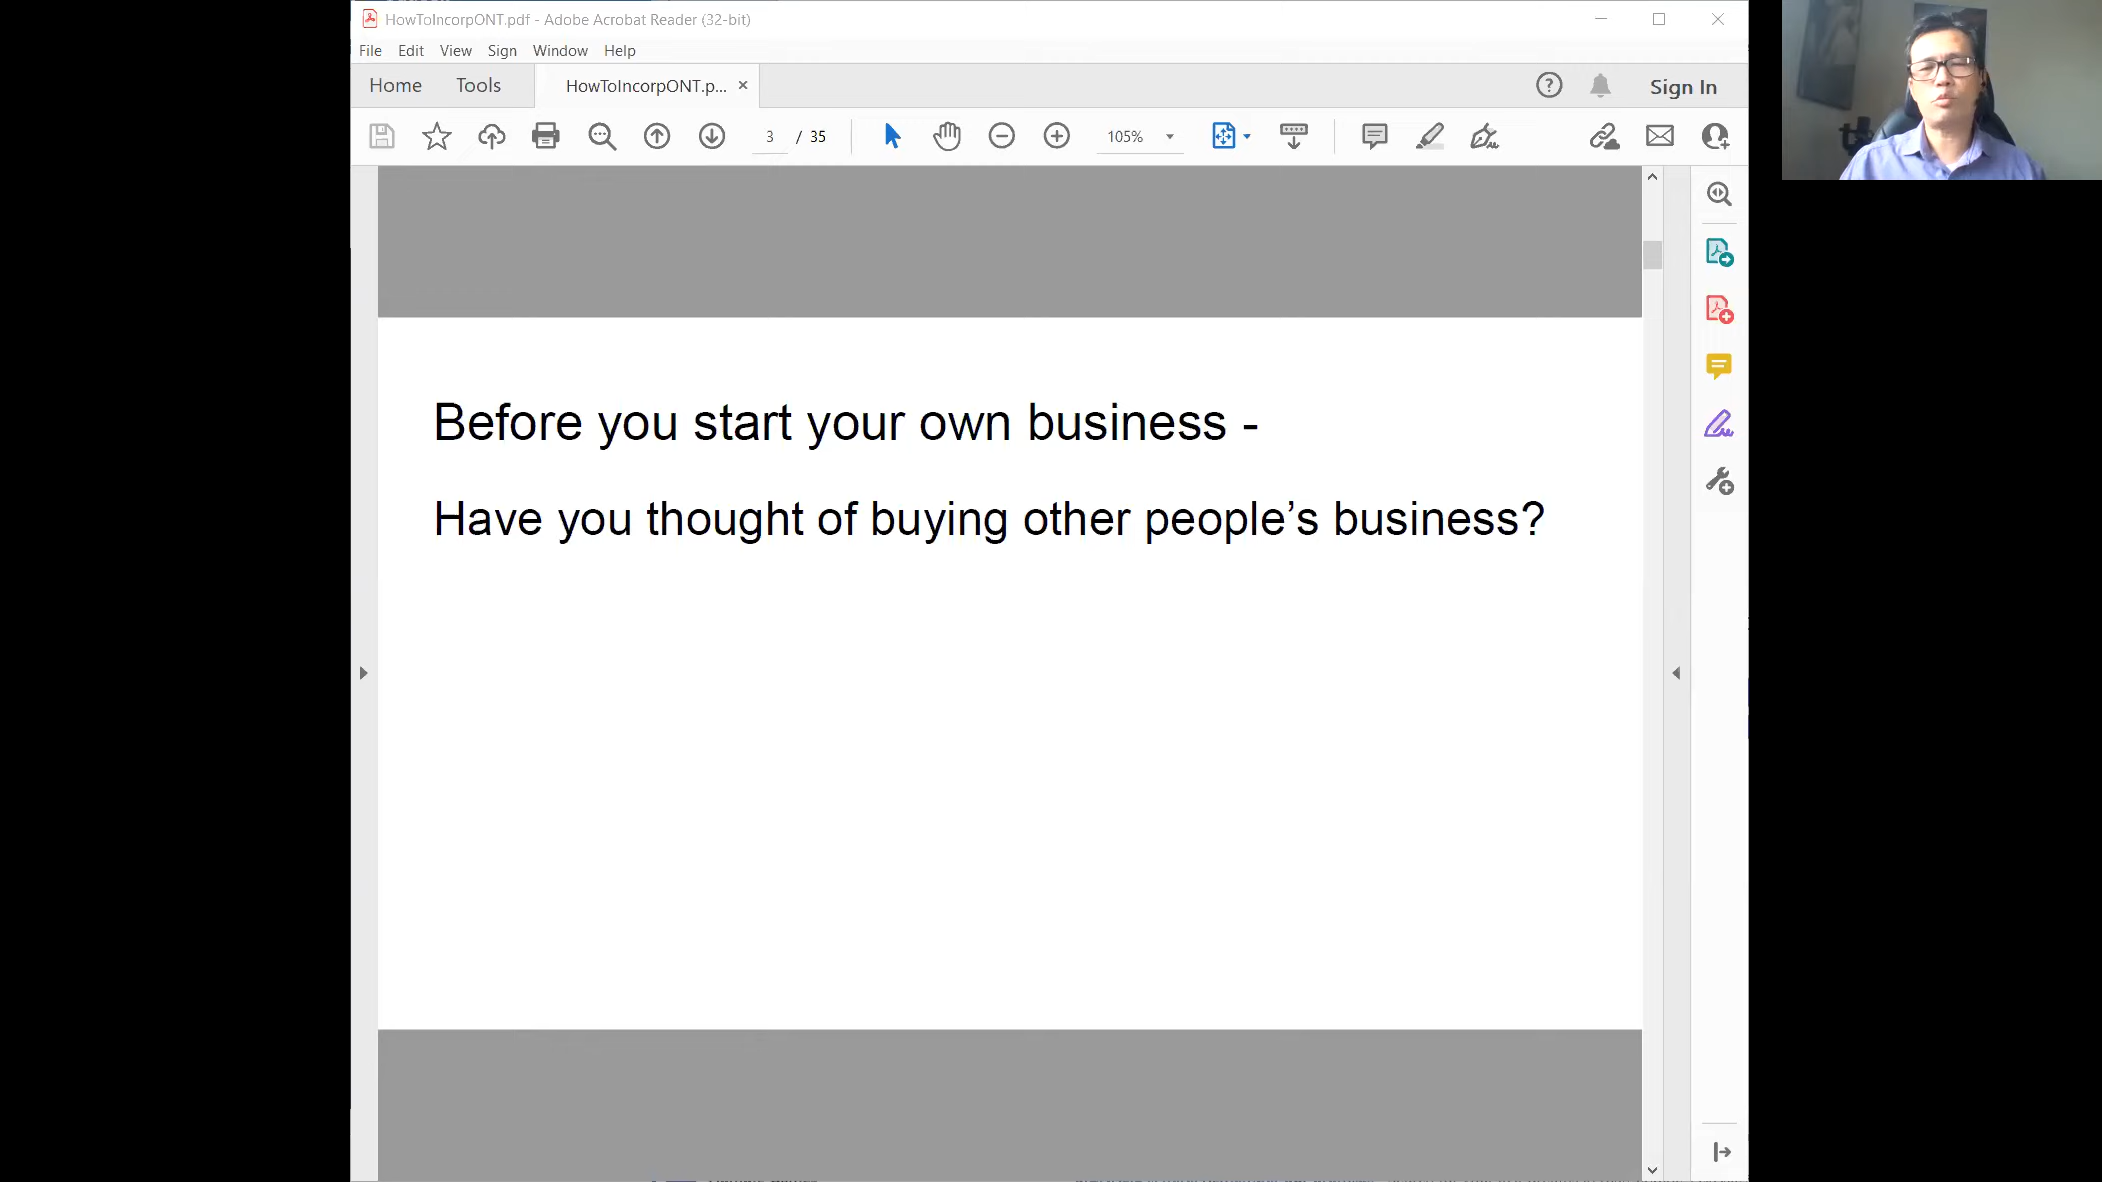 HowToIncorpONT.pdf - Adobe Acrobat Reader (32-bit)
File Edit View Sign Window Help
Home Tools HowToIncorpONT.p... Sign In
3 / 35 105%
Before you start your own business -
Have you thought of buying other people’s business?